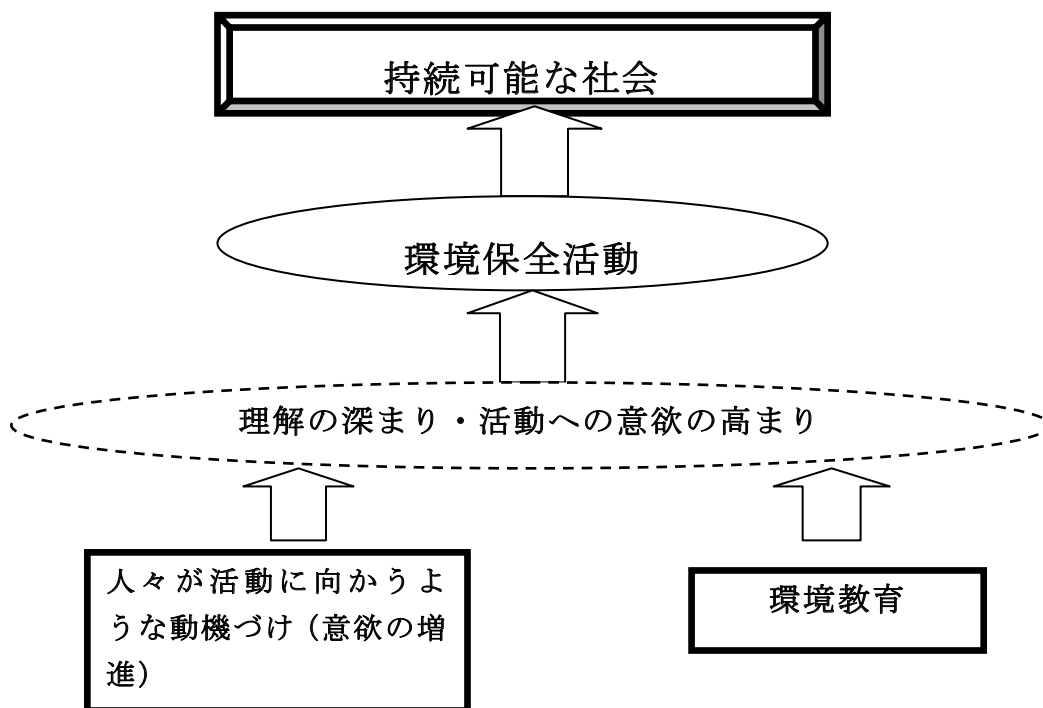 持続可能な社会
環境保全活動
理解の深まり・活動への意欲の高まり
人々が活動に向かうよ
うな動機づけ（意欲の増
進）
環境教育